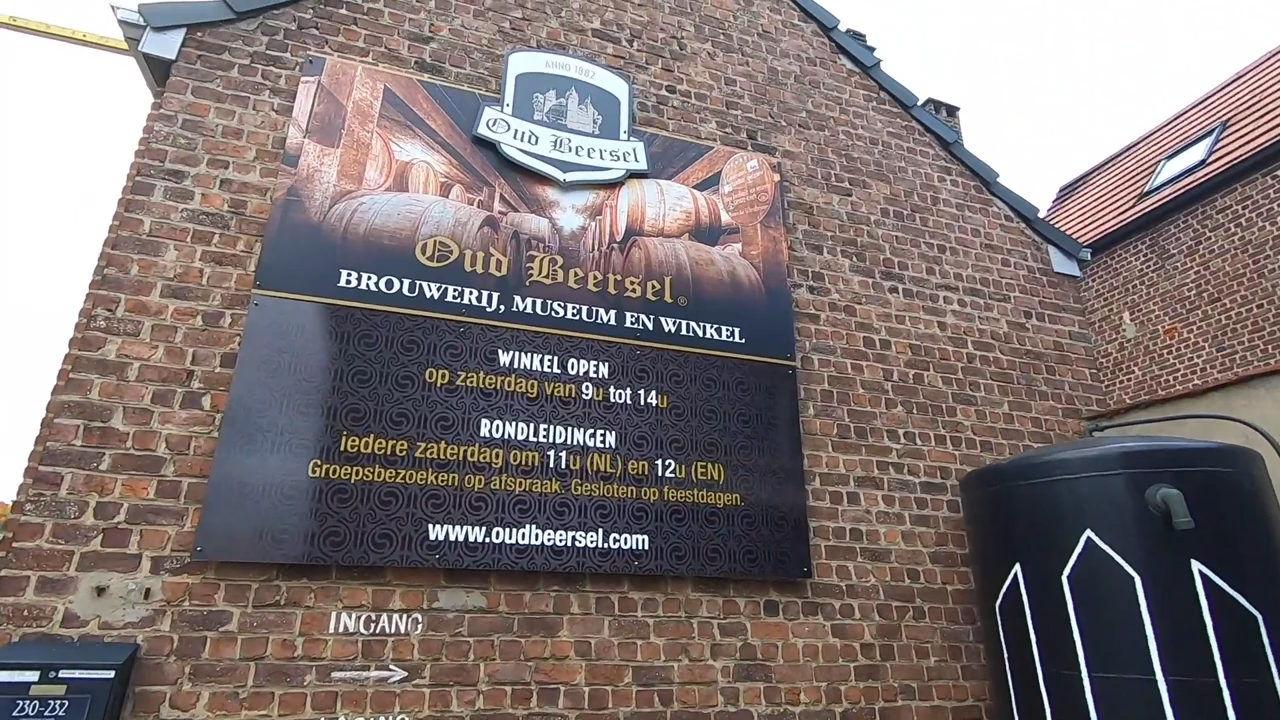 ANNO 1882
Oud Beersel
Oud Beersel®
BROUWERIJ, MUSEUM EN WINKEL
WINKEL OPEN
op zaterdag van 9u tot 14u
RONDLEIDINGEN
iedere zaterdag om 11u (NL) en 12u (EN)
Groepsbezoeken op afspraak. Gesloten op feestdagen.
www.oudbeersel.com
INGANG
230-232